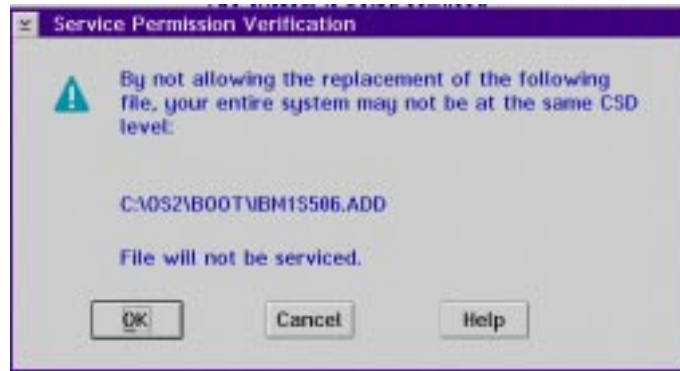 Service Permission Verification
By not allowing the replacement of the following
file, your entire system may not be at the same CSD
level:
C:\OS2\BOOT\IBM1S506.ADD
File will not be serviced.
OK Cancel Help